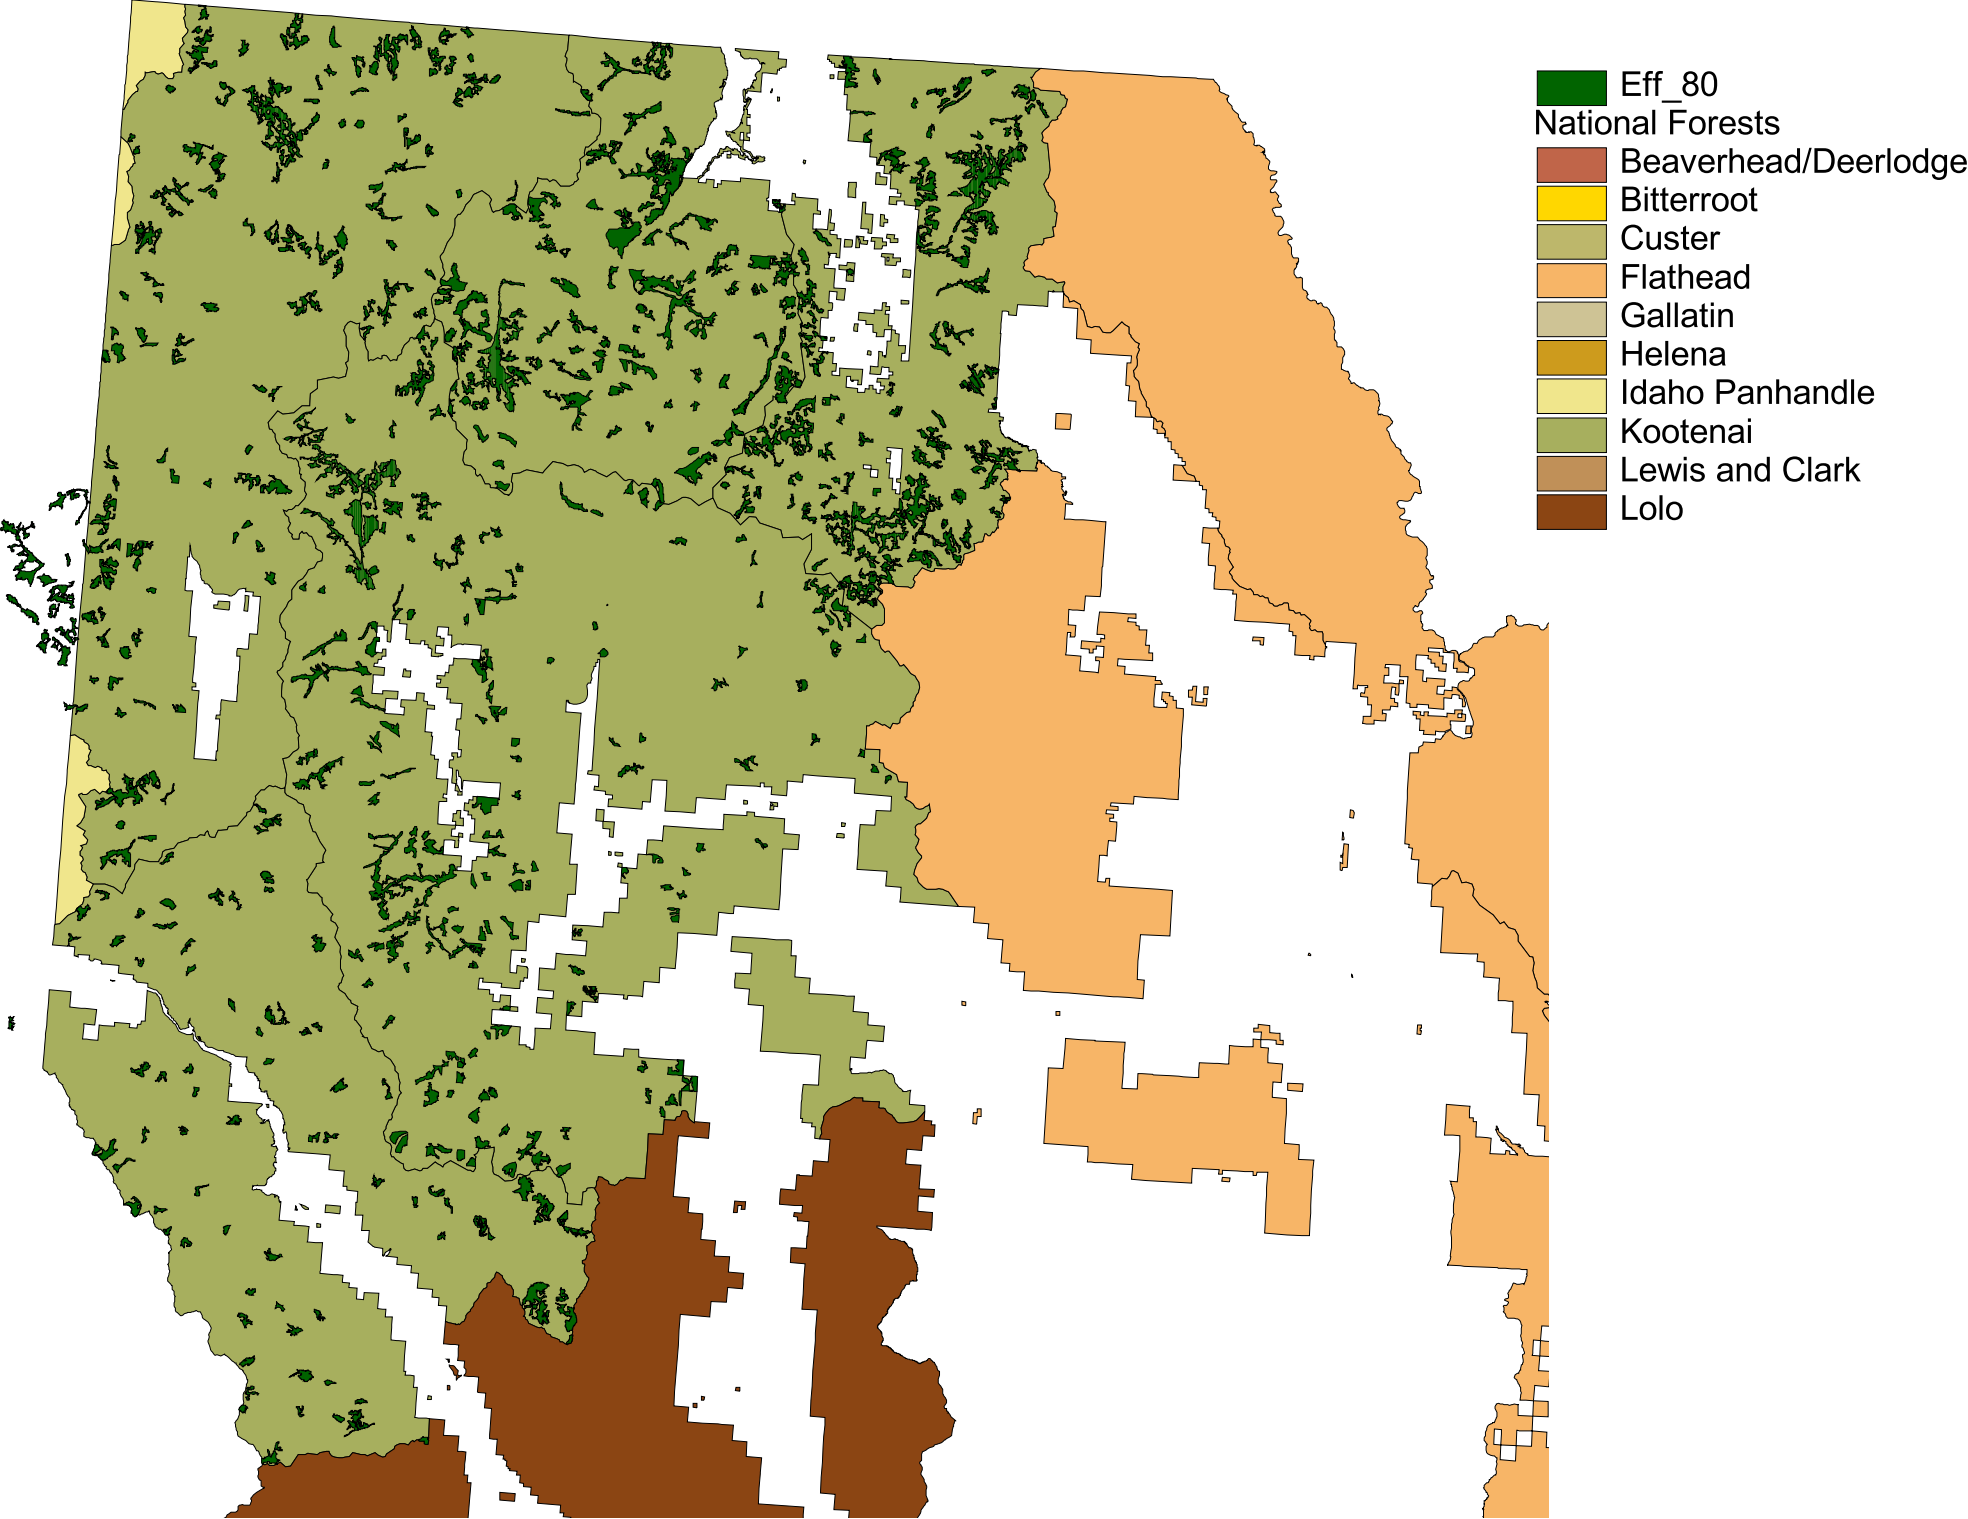 Eff_80
National Forests
Beaverhead/Deerlodge
Bitterroot
Custer
Flathead
Gallatin
Helena
Idaho Panhandle
Kootenai
Lewis and Clark
Lolo